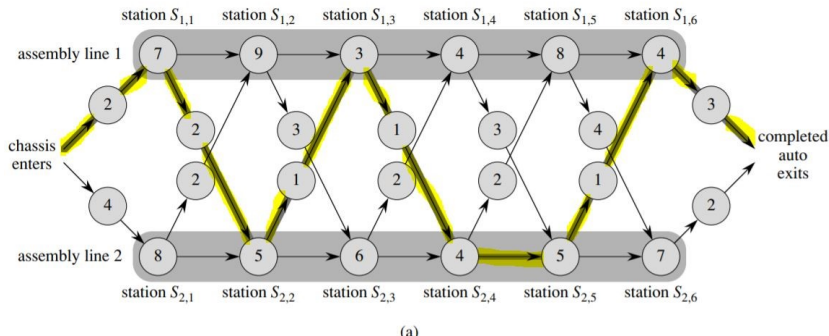 station S1,1 station S1,2 station S1,3 station S1,4 station S1,5 station S1,6
assembly line 1 7 9 3 4 8 4
2 3
2 3 1 3 4
chassis enters
completed auto exits
2 1 2 2 1
4 2
assembly line 2 8 5 6 4 5 7
station S2,1 station S2,2 station S2,3 station S2,4 station S2,5 station S2,6
(a)